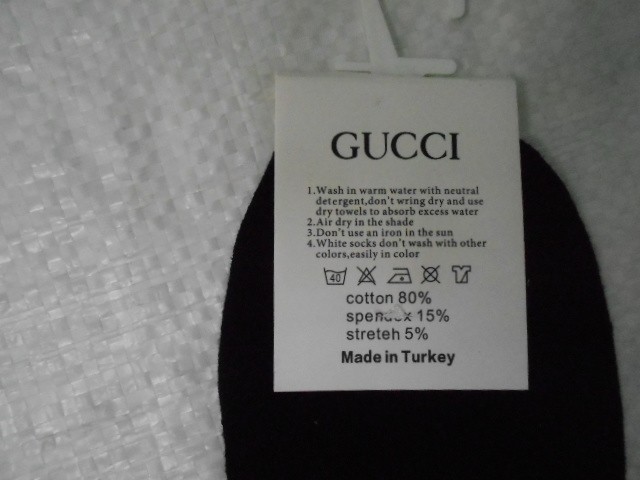 GUCCI
1.Wash in warm water with neutral
detergent,don't wring dry and use
dry towels to absorb excess water
2.Air dry in the shade
3.Don't use an iron in the sun
4.White socks don't wash with other
colors,easily in color
40
cotton 80%
spendex 15%
streteh 5%
Made in Turkey